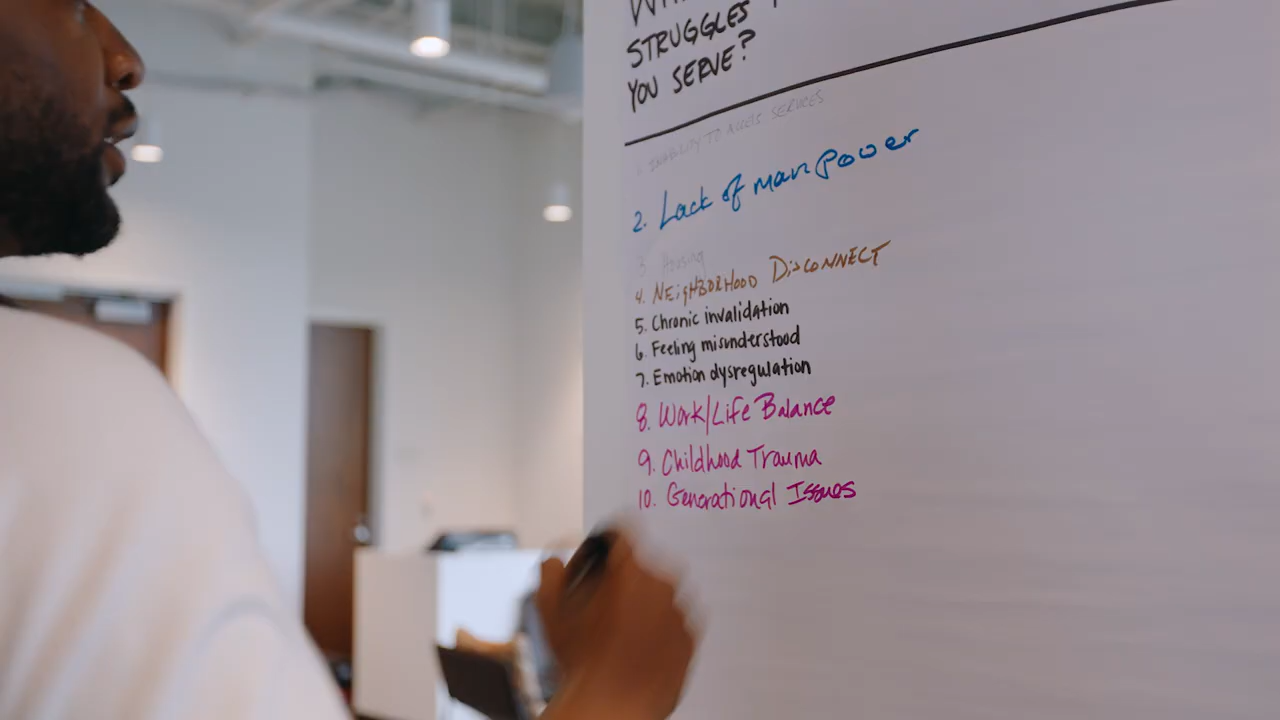 STRUGGLES
YOU SERVE?
1. INABILITY TO ACCESS SERVICES
2. Lack of man Power
3. Housing
4. NEIGHBORHOOD DISCONNECT
5. Chronic invalidation
6. Feeling misunderstood
7. Emotion dysregulation
8. Work/Life Balance
9. Childhood Trauma
10. Generational Issues